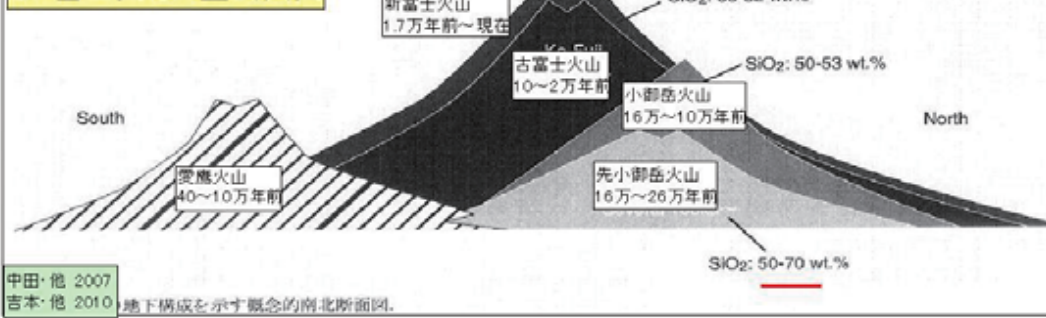 新富士火山
1.7万年前～現在
古富士火山
10～2万年前
SiO₂: 50-53 wt.%
小御岳火山
16万～10万年前
South
North
愛鷹火山
40～10万年前
先小御岳火山
16万～26万年前
SiO₂: 50-70 wt.%
中田・他 2007
吉本・他 2010
地下構成を示す概念的南北断面図.